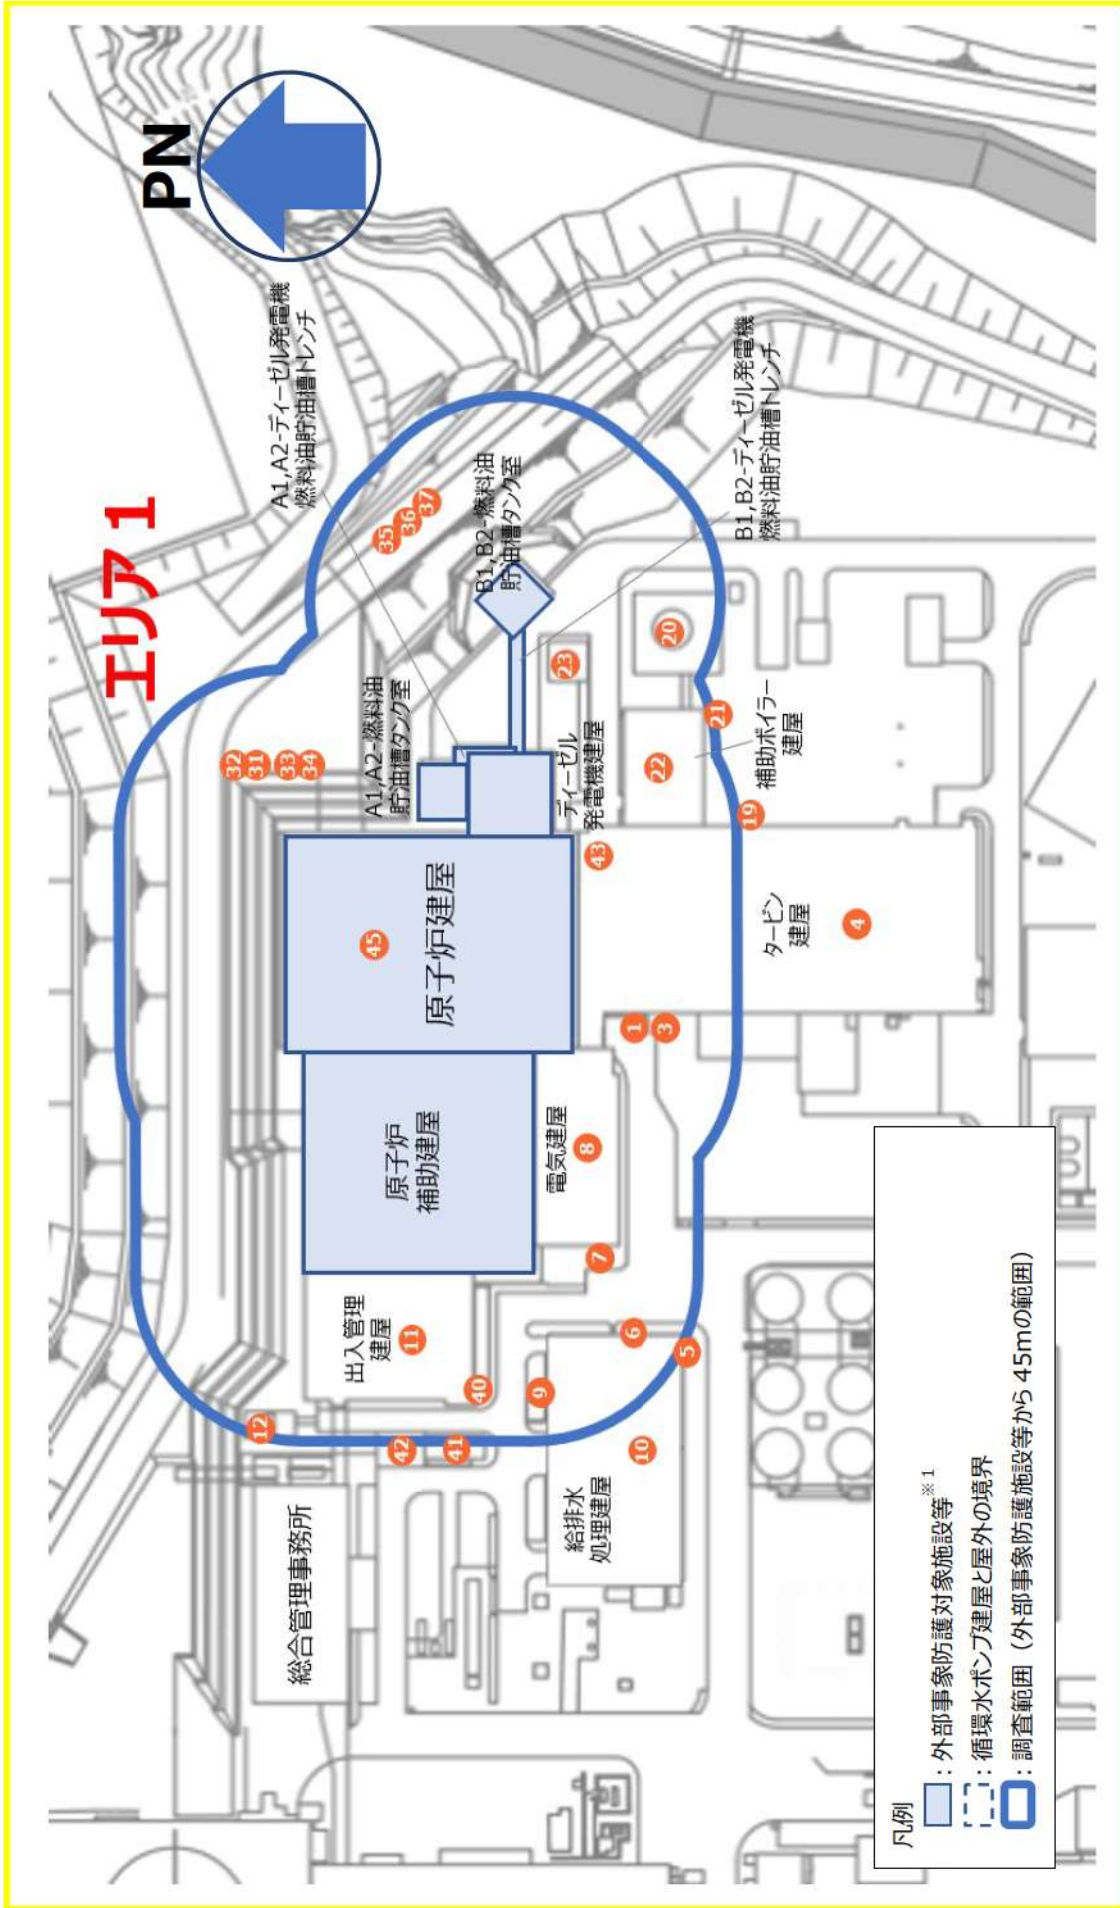 エリア１
PN
A1,A2-ディーゼル発電機
燃料油貯油槽トレンチ
B1,B2-燃料油
貯油槽タンク室
B1,B2-ディーゼル発電機
燃料油貯油槽トレンチ
A1,A2-燃料油
貯油槽タンク室
ディーゼル
発電機建屋
補助ボイラー
建屋
原子炉建屋
タービン
建屋
原子炉
補助建屋
電気建屋
出入管理
建屋
給排水
処理建屋
総合管理事務所
32
31
33
34
35
36
37
23
20
22
21
19
43
45
4
1
3
8
7
11
40
6
5
9
10
12
42
41
凡例
：外部事象防護対象施設等※1
：循環水ポンプ建屋と屋外の境界
：調査範囲（外部事象防護施設等から 45mの範囲）